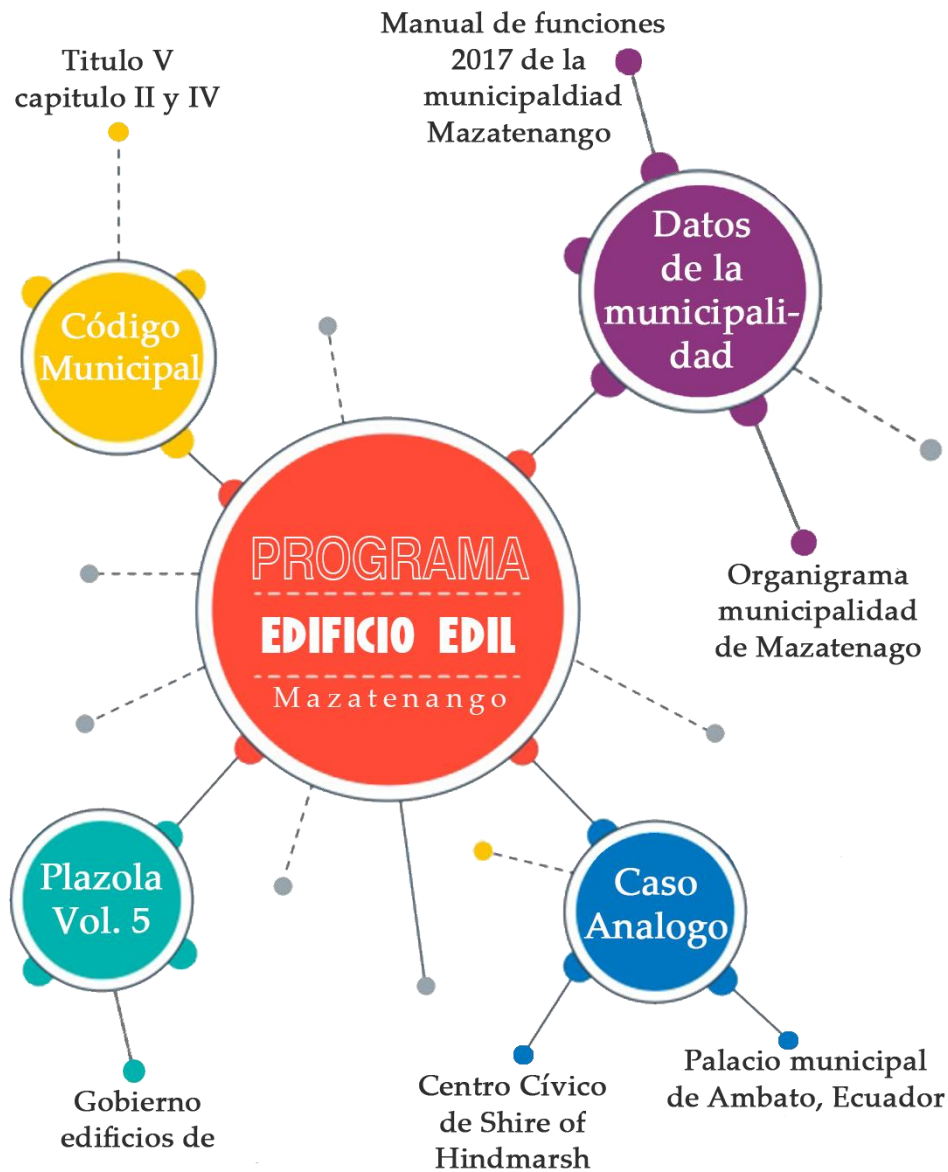 Manual de funciones
2017 de la
municipaldiad
Mazatenango
Titulo V
capitulo II y IV
Datos
de la
municipali-
dad
Código
Municipal
PROGRAMA
EDIFICIO EDIL
Mazatenango
Organigrama
municipalidad
de Mazatenago
Plazola
Vol. 5
Caso
Analogo
Gobierno
edificios de
Centro Cívico
de Shire of
Hindmarsh
Palacio municipal
de Ambato, Ecuador